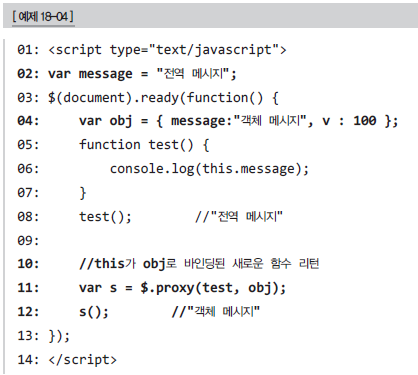 [ 예제 18-04 ]
01: <script type="text/javascript">
02: var message = "전역 메시지";
03: $(document).ready(function() {
04:     var obj = { message:"객체 메시지", v : 100 };
05:     function test() {
06:         console.log(this.message);
07:     }
08:     test();        //"전역 메시지"
09:
10:     //this가 obj로 바인딩된 새로운 함수 리턴
11:     var s = $.proxy(test, obj);
12:     s();        //"객체 메시지"
13: });
14: </script>